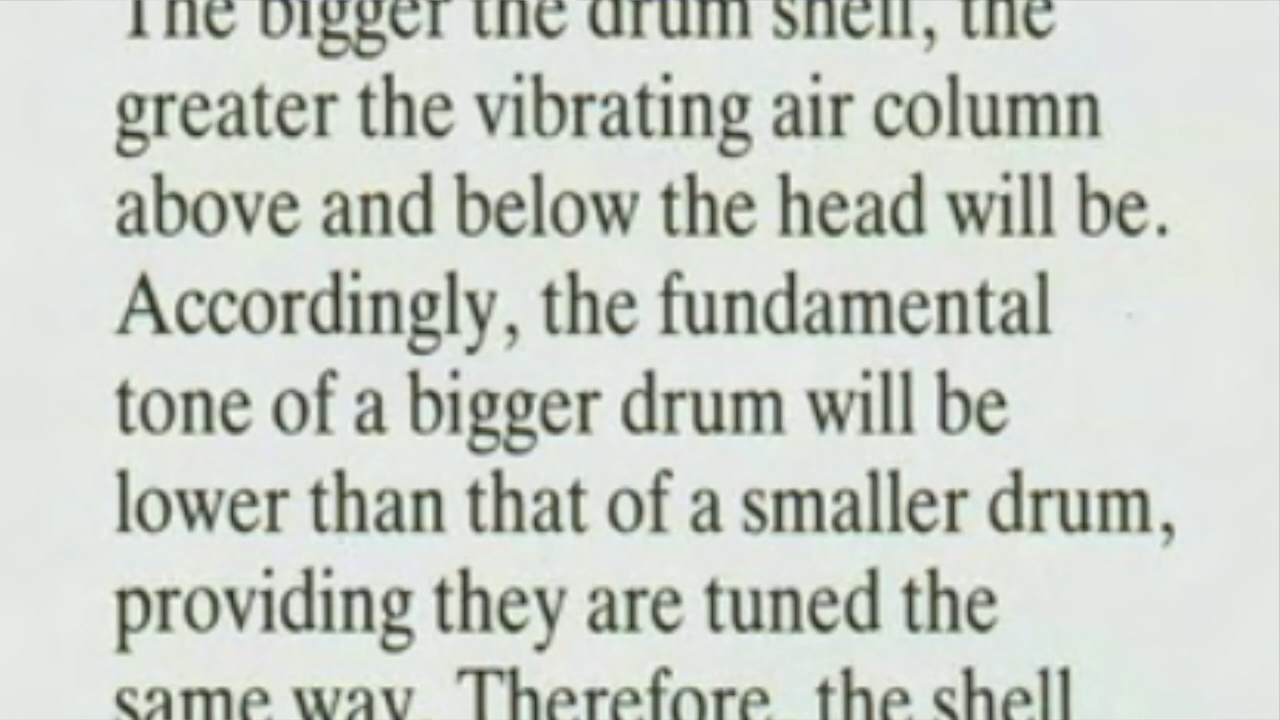 The bigger the drum shell, the
greater the vibrating air column
above and below the head will be.
Accordingly, the fundamental
tone of a bigger drum will be
lower than that of a smaller drum,
providing they are tuned the
same way. Therefore, the shell